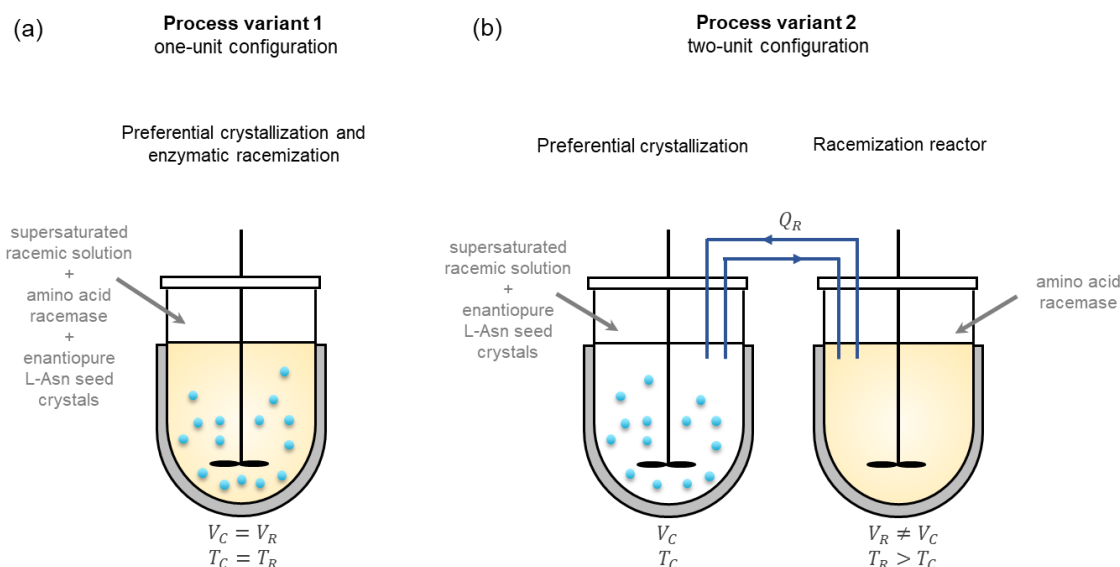 (a)
Process variant 1
one-unit configuration
Preferential crystallization and
enzymatic racemization
supersaturated
racemic solution
+
amino acid
racemase
+
enantiopure
L-Asn seed
crystals
V_C = V_R
T_C = T_R
(b)
Process variant 2
two-unit configuration
Preferential crystallization
Racemization reactor
Q_R
supersaturated
racemic solution
+
enantiopure
L-Asn seed
crystals
amino acid
racemase
V_C
T_C
V_R ≠ V_C
T_R > T_C